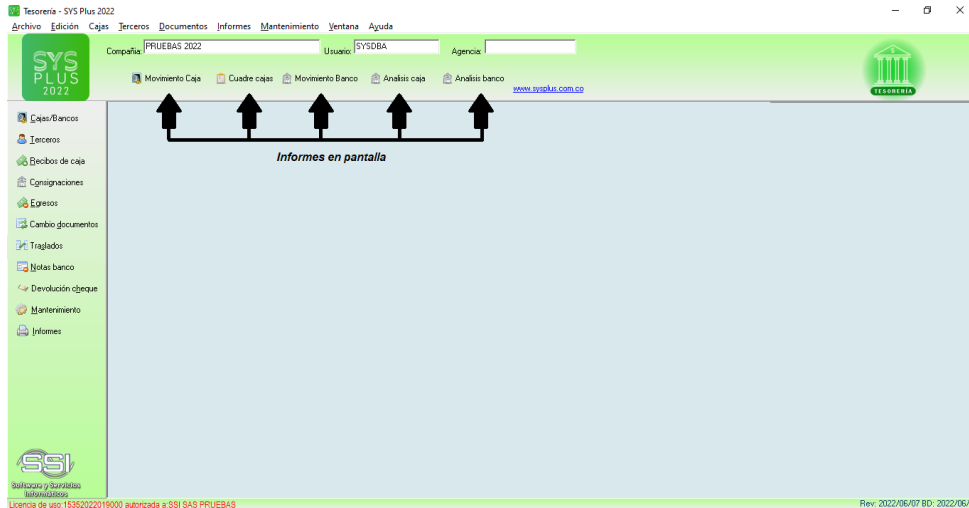 Tesorería - SYS Plus 2022
Archivo Edición Cajas Terceros Documentos Informes Mantenimiento Ventana Ayuda
SYS PLUS 2022
Compañia: PRUEBAS 2022 Usuario: SYSDBA Agencia:
Movimiento Caja Cuadre cajas Movimiento Banco Analisis caja Analisis banco
www.sysplus.com.co
TESORERÍA
Informes en pantalla
Cajas/Bancos
Terceros
Recibos de caja
Consignaciones
Egresos
Cambio documentos
Traslados
Notas banco
Devolución cheque
Mantenimiento
Informes
SSI
Software y Servicios
Informáticos
Licencia de uso:15352022019000 autorizada a:SSI SAS PRUEBAS
Rev: 2022/06/07 BD: 2022/06/